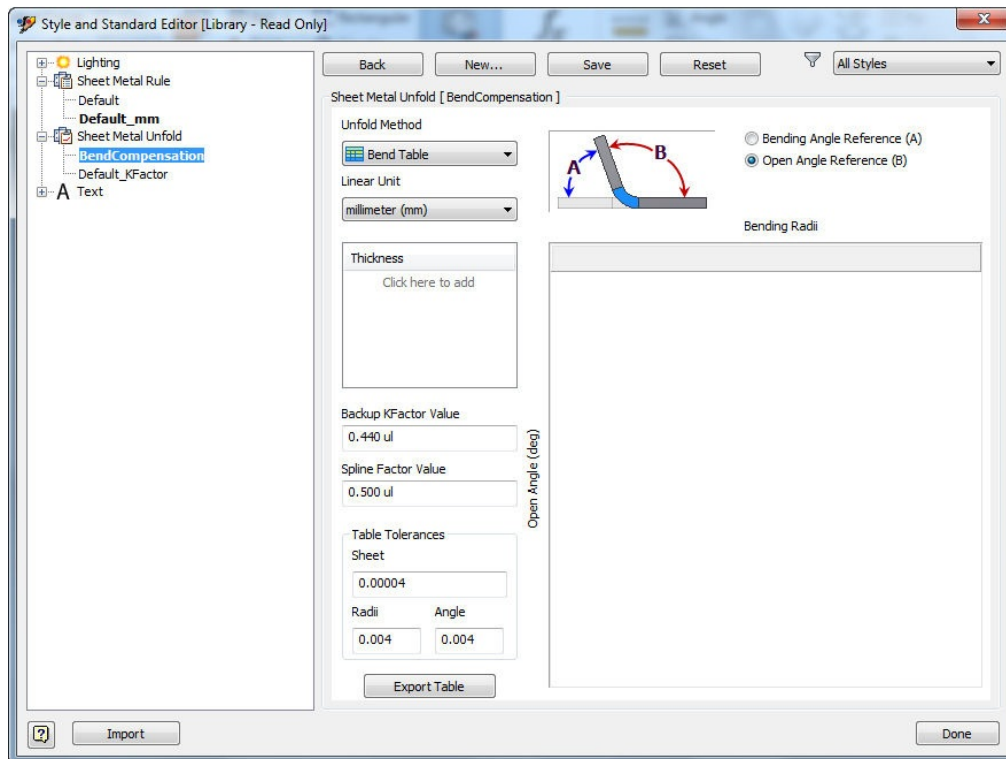 Style and Standard Editor [Library - Read Only]
Lighting
Sheet Metal Rule
Default
Default_mm
Sheet Metal Unfold
BendCompensation
Default_KFactor
A Text
Back New... Save Reset All Styles
Sheet Metal Unfold [ BendCompensation ]
Unfold Method
Bend Table
Linear Unit
millimeter (mm)
A B
Bending Angle Reference (A)
Open Angle Reference (B)
Bending Radii
Thickness
Click here to add
Backup KFactor Value
0.440 ul
Spline Factor Value
0.500 ul
Open Angle (deg)
Table Tolerances
Sheet
0.00004
Radii Angle
0.004 0.004
Export Table
Import Done